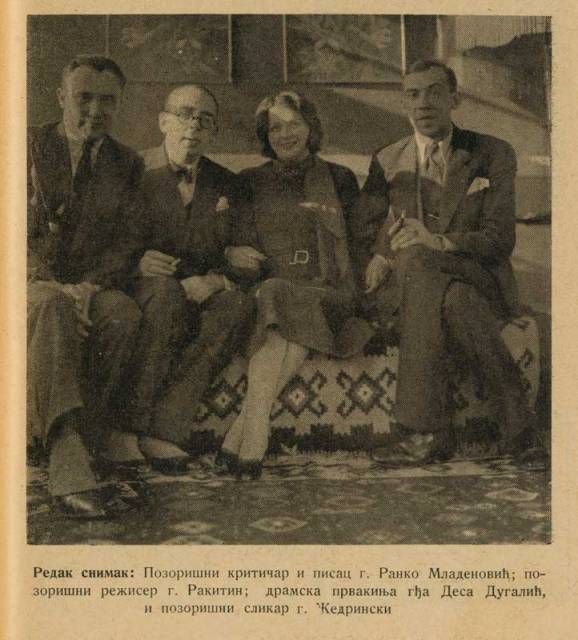 Редак снимак: Позоришни критичар и писац г. Ранко Младеновић; по-
зоришни режисер г. Ракитин; драмска првакиња гђа Деса Дугалић,
и позоришни сликар г. Жедрински